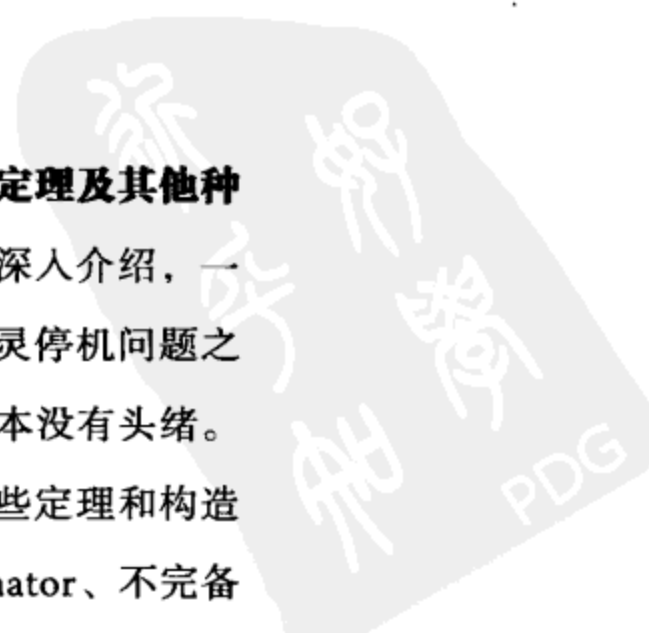 定理及其他种
深入介绍，一
灵停机问题之
本没有头绪。
些定理和构造
nator、不完备
PDG